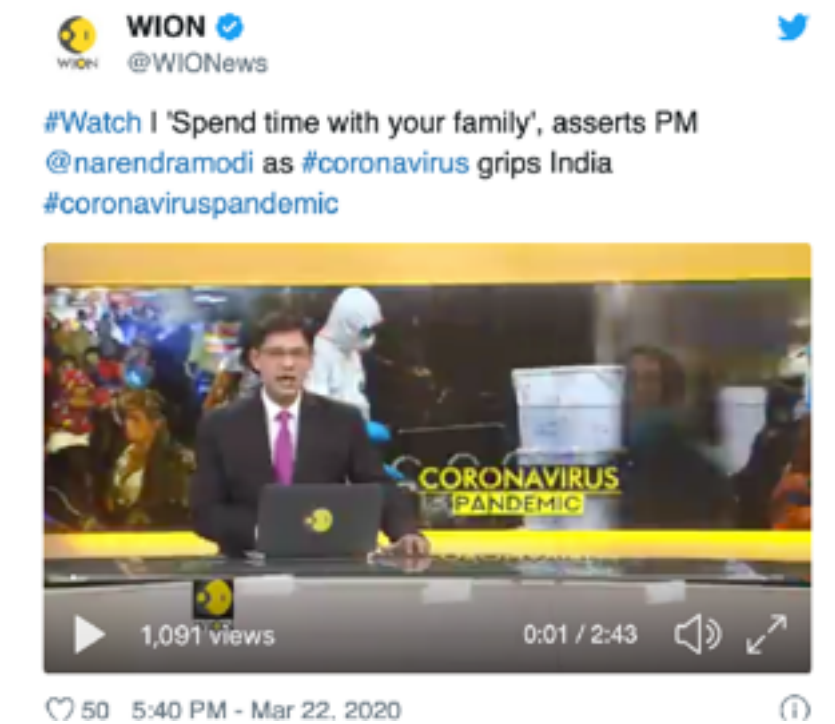 WION
WION
@WIONews
#Watch I 'Spend time with your family', asserts PM
@narendramodi as #coronavirus grips India
#coronaviruspandemic
CORONAVIRUS
PANDEMIC
1,091 views
0:01 / 2:43
50 5:40 PM - Mar 22, 2020